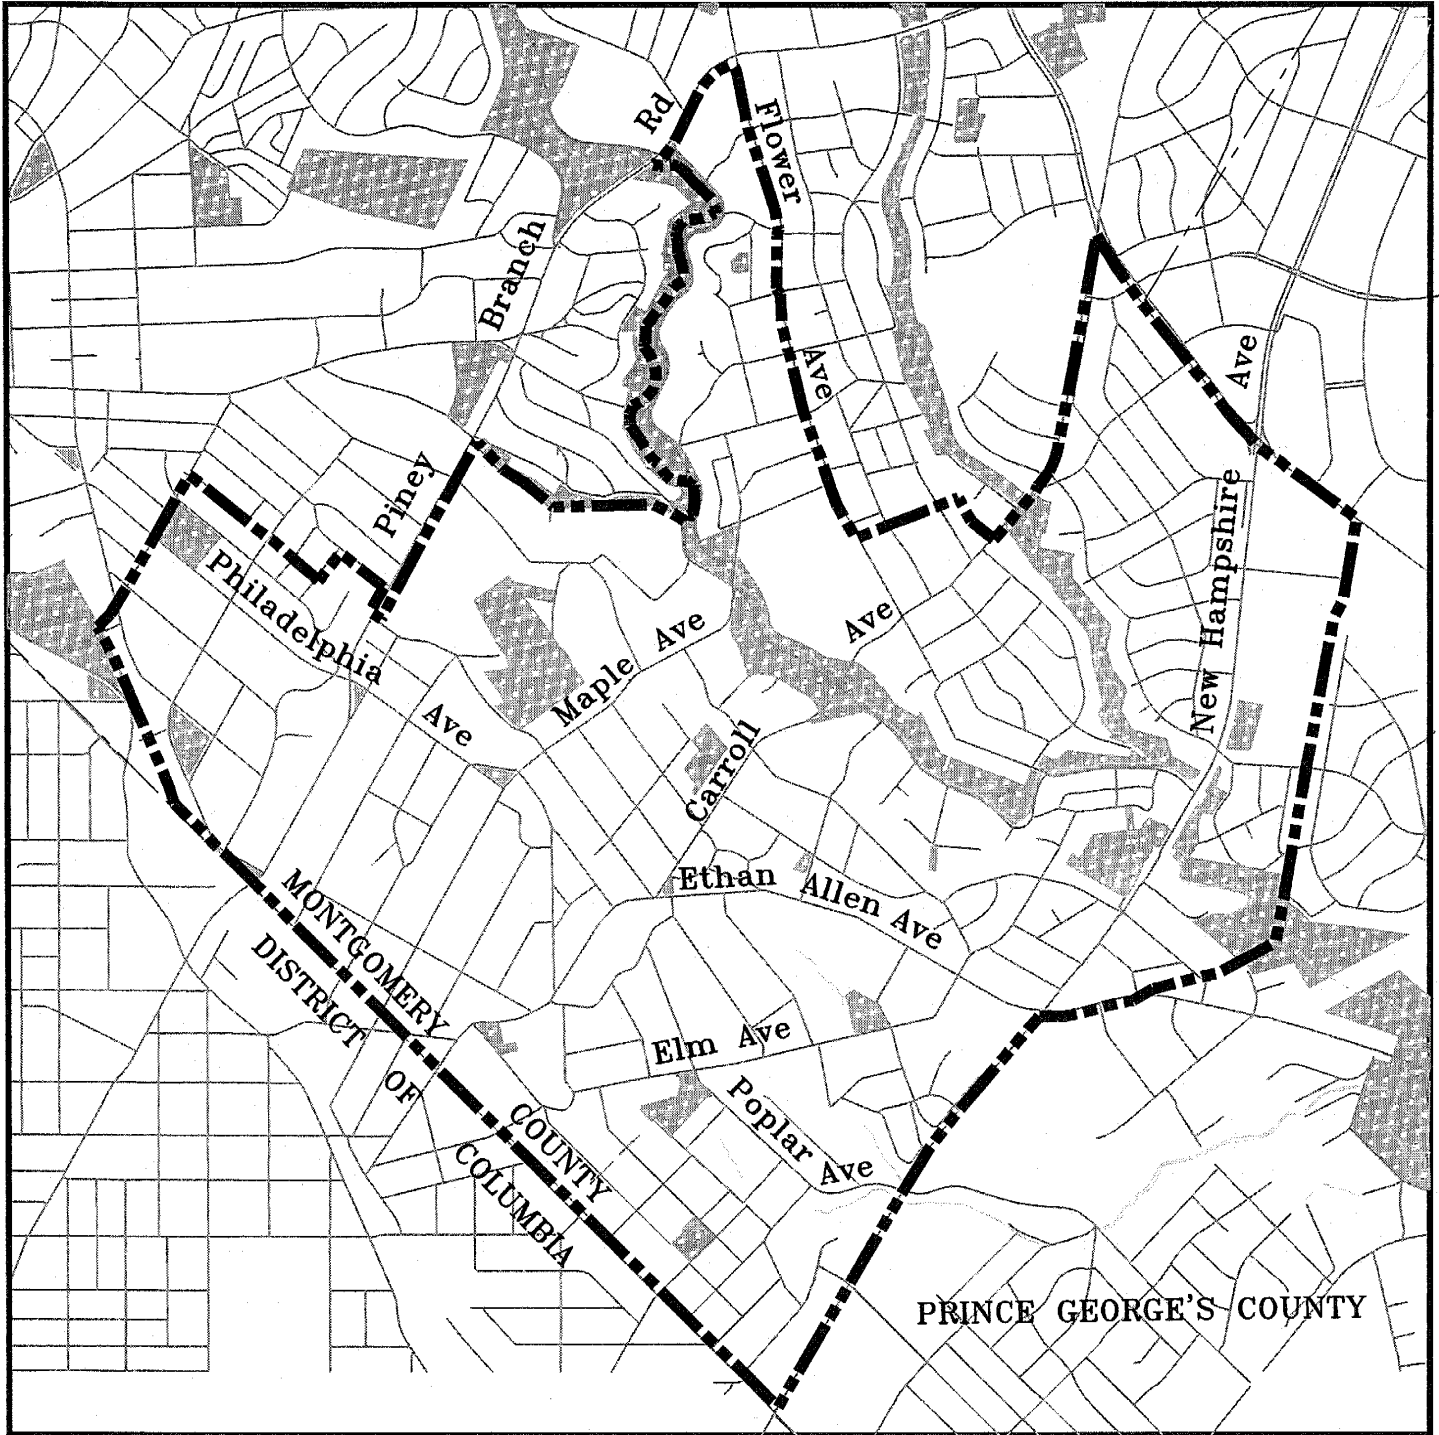 Rd
Flower
Branch
Ave
Ave
Piney
New Hampshire
Philadelphia
Ave
Maple Ave
Ave
Carroll
Ethan Allen Ave
MONTGOMERY
DISTRICT
OF
Elm Ave
Poplar
Ave
COUNTY
COLUMBIA
PRINCE GEORGE'S COUNTY